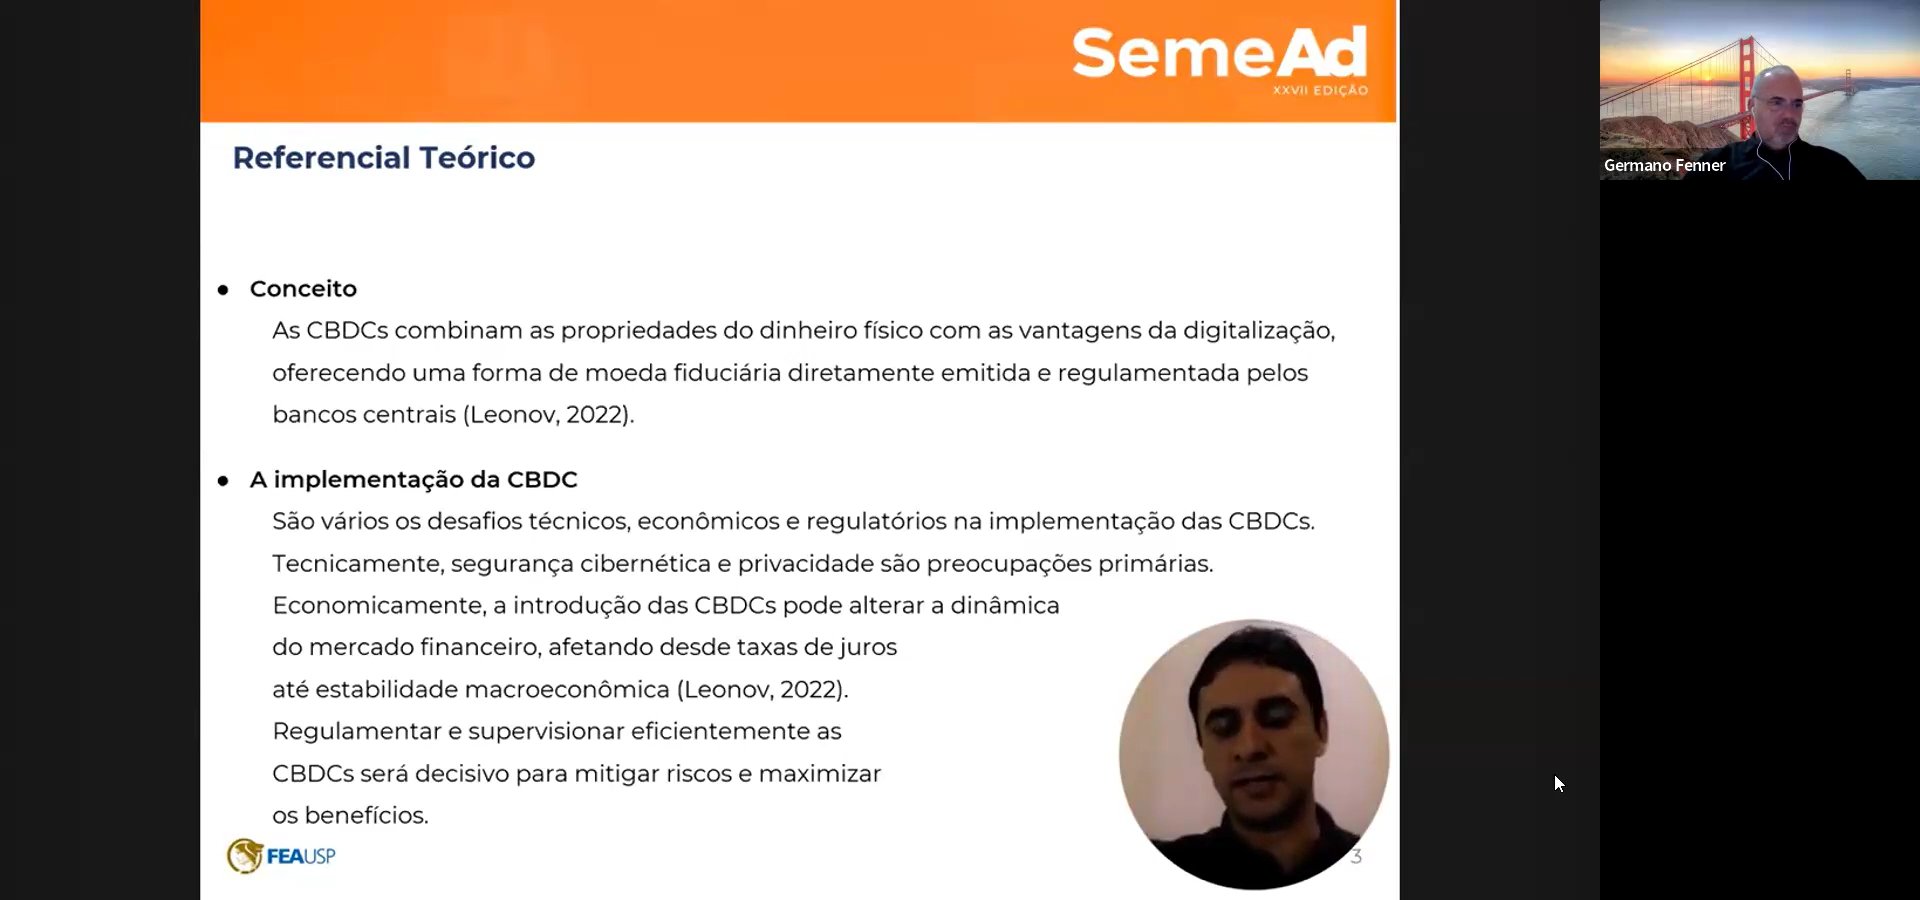 SemeAd
XXVII EDIÇÃO
Referencial Teórico
Germano Fenner
● Conceito
As CBDCs combinam as propriedades do dinheiro físico com as vantagens da digitalização,
oferecendo uma forma de moeda fiduciária diretamente emitida e regulamentada pelos
bancos centrais (Leonov, 2022).
● A implementação da CBDC
São vários os desafios técnicos, econômicos e regulatórios na implementação das CBDCs.
Tecnicamente, segurança cibernética e privacidade são preocupações primárias.
Economicamente, a introdução das CBDCs pode alterar a dinâmica
do mercado financeiro, afetando desde taxas de juros
até estabilidade macroeconômica (Leonov, 2022).
Regulamentar e supervisionar eficientemente as
CBDCs será decisivo para mitigar riscos e maximizar
os benefícios.
FEAUSP
3